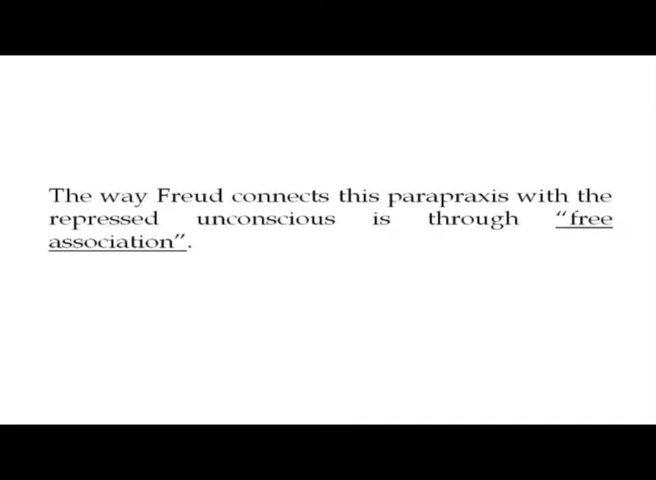 The way Freud connects this parapraxis with the
repressed unconscious is through “free
association”.